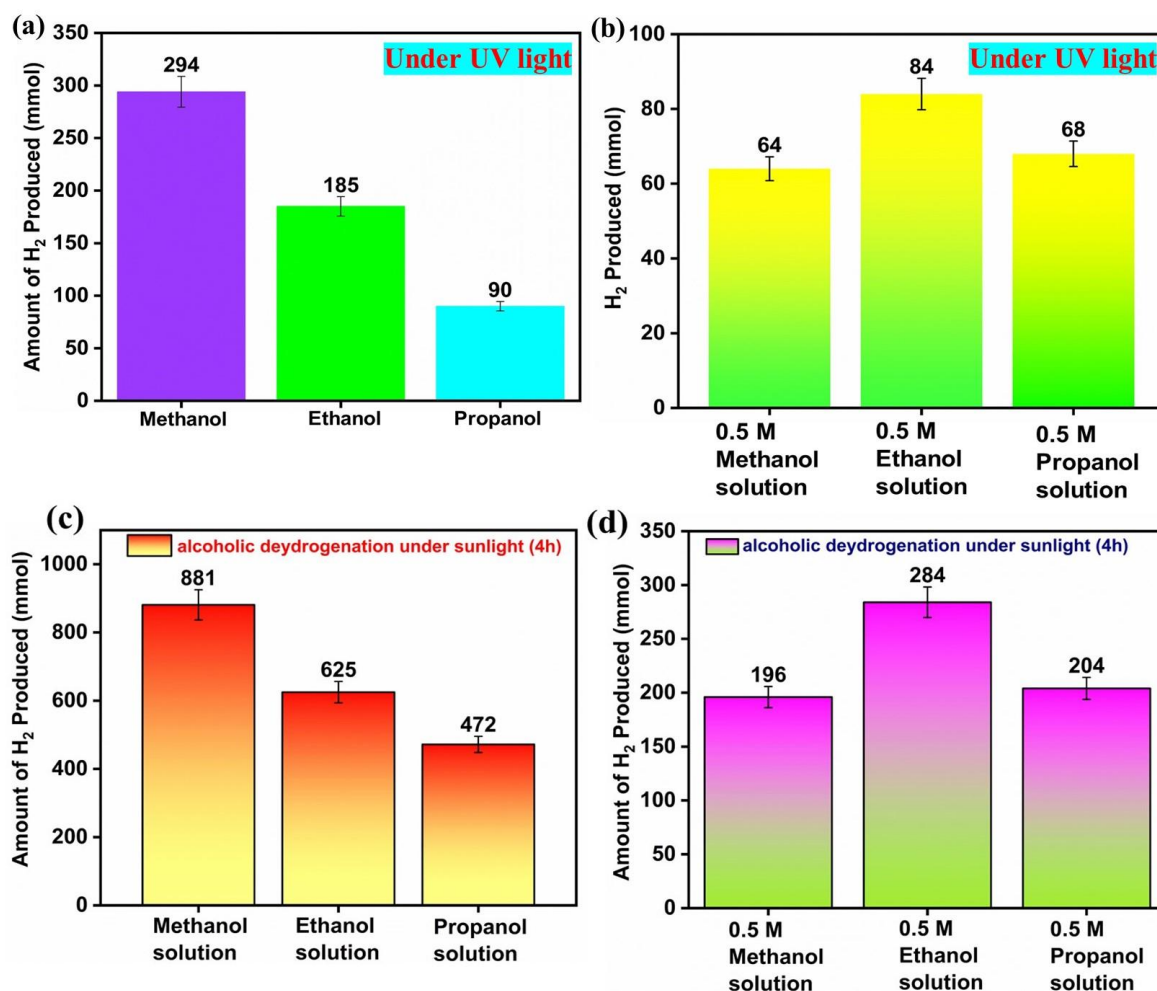 (a)
Under UV light
Amount of H2 Produced (mmol)
350
300
250
200
150
100
50
0
294
185
90
Methanol
Ethanol
Propanol
(b)
Under UV light
H2 Produced (mmol)
100
80
60
40
20
0
64
84
68
0.5 M
Methanol
solution
0.5 M
Ethanol
solution
0.5 M
Propanol
solution
(c)
alcoholic deydrogenation under sunlight (4h)
Amount of H2 Produced (mmol)
1000
800
600
400
200
0
881
625
472
Methanol
solution
Ethanol
solution
Propanol
solution
(d)
alcoholic deydrogenation under sunlight (4h)
Amount of H2 Produced (mmol)
350
300
250
200
150
100
50
0
196
284
204
0.5 M
Methanol
solution
0.5 M
Ethanol
solution
0.5 M
Propanol
solution